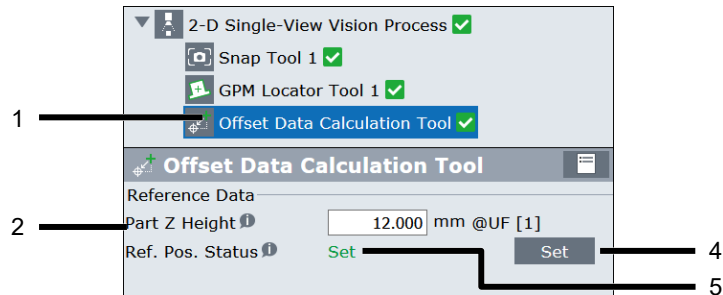 2-D Single-View Vision Process
Snap Tool 1
GPM Locator Tool 1
1
Offset Data Calculation Tool
Offset Data Calculation Tool
Reference Data
2
Part Z Height
12.000 mm @UF [1]
Ref. Pos. Status
Set
Set
4
5